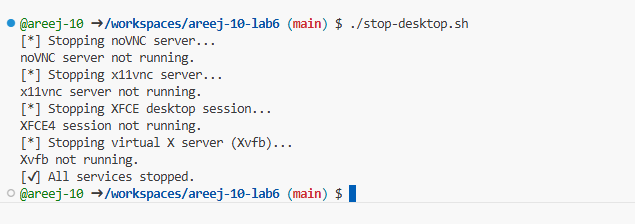 @areej-10 ➜/workspaces/areej-10-lab6 (main) $ ./stop-desktop.sh
[*] Stopping noVNC server...
noVNC server not running.
[*] Stopping x11vnc server...
x11vnc server not running.
[*] Stopping XFCE desktop session...
XFCE4 session not running.
[*] Stopping virtual X server (Xvfb)...
Xvfb not running.
[✔] All services stopped.
@areej-10 ➜/workspaces/areej-10-lab6 (main) $